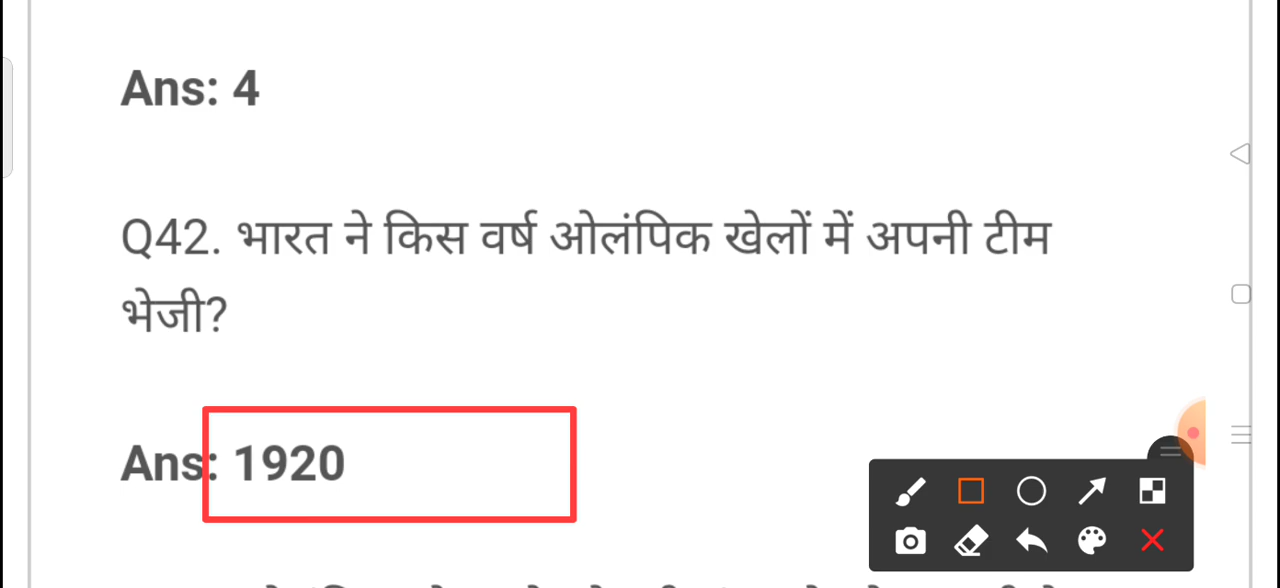 Ans: 4
Q42. भारत ने किस वर्ष ओलंपिक खेलों में अपनी टीम
भेजी?
Ans: 1920